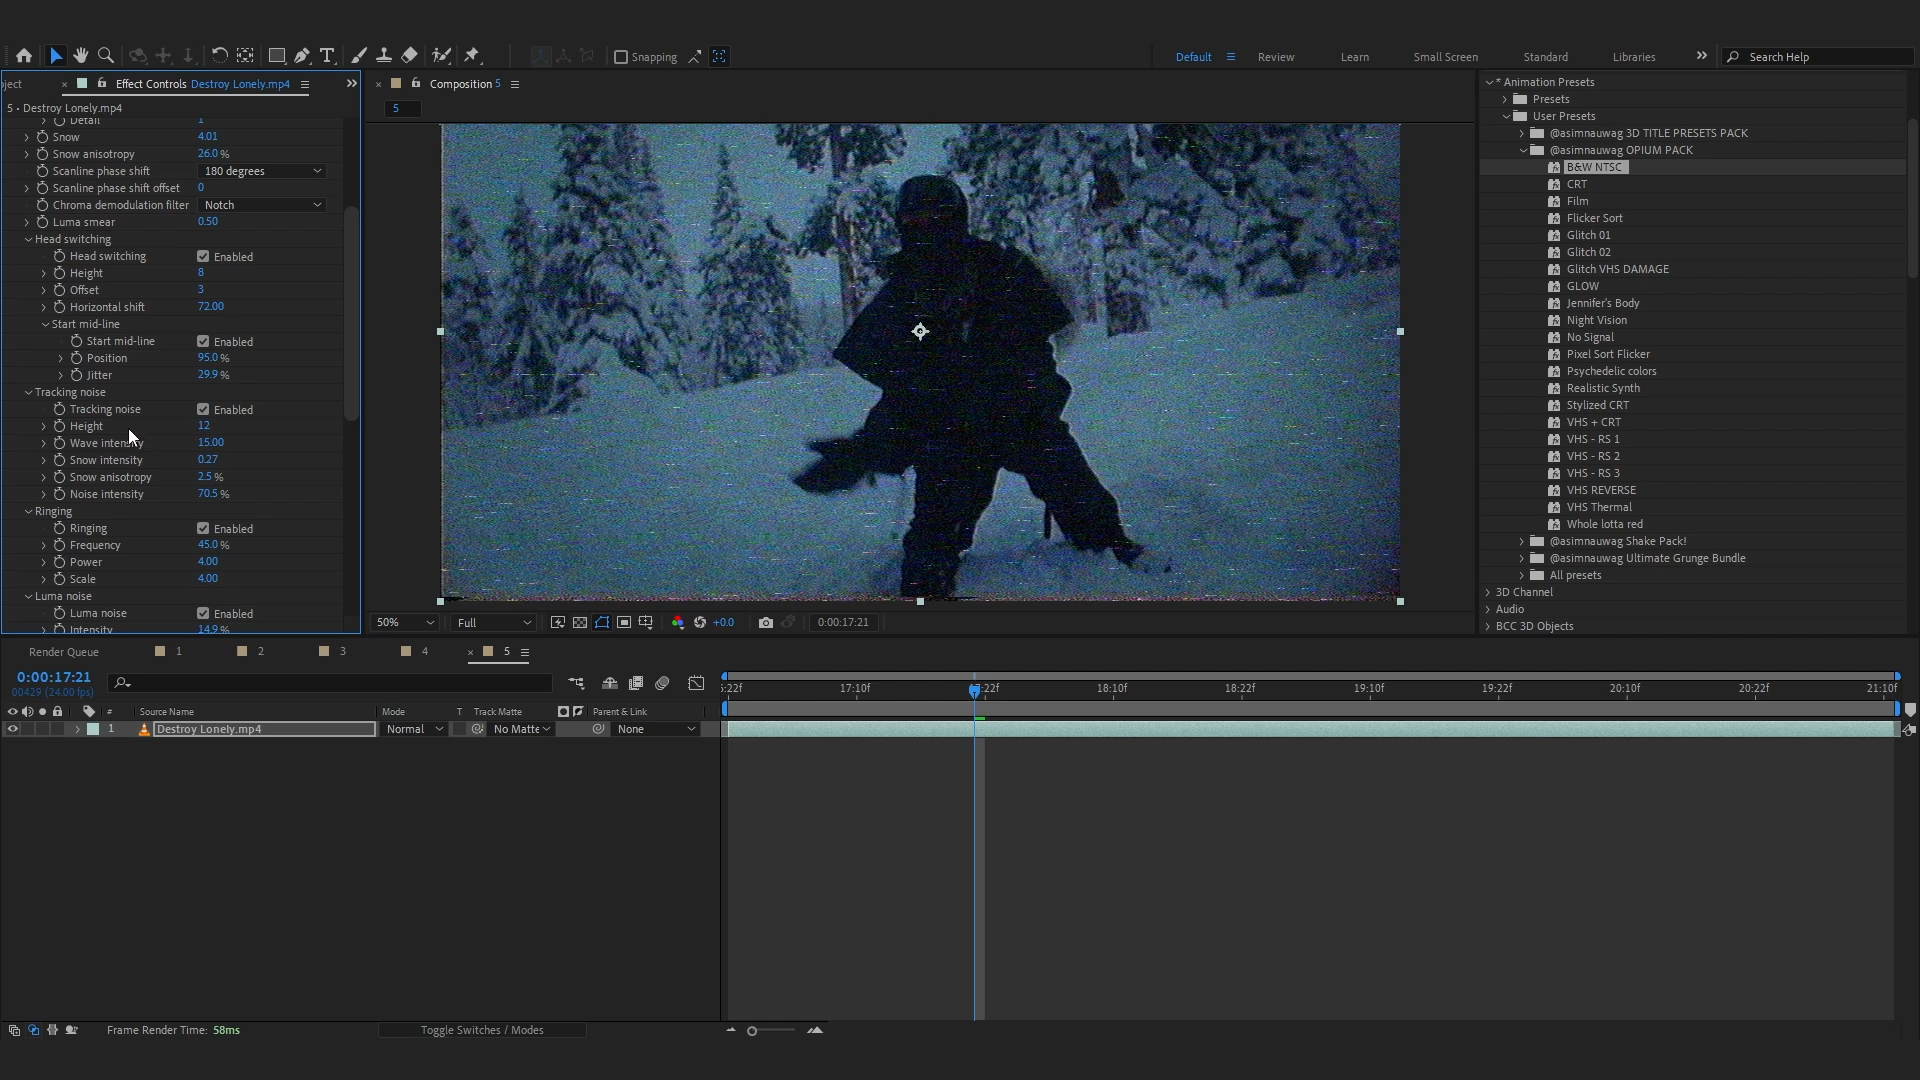 Snapping
Default
Review
Learn
Small Screen
Standard
Libraries
Search Help
ject
Effect Controls Destroy Lonely.mp4
Composition 5
5 • Destroy Lonely.mp4
5
Detail 1
Snow 4.01
Snow anisotropy 26.0 %
Scanline phase shift 180 degrees
Scanline phase shift offset 0
Chroma demodulation filter Notch
Luma smear 0.50
Head switching
Head switching Enabled
Height 8
Offset 3
Horizontal shift 72.00
Start mid-line
Start mid-line Enabled
Position 95.0 %
Jitter 29.9 %
Tracking noise
Tracking noise Enabled
Height 12
Wave intensity 15.00
Snow intensity 0.27
Snow anisotropy 2.5 %
Noise intensity 70.5 %
Ringing
Ringing Enabled
Frequency 45.0 %
Power 4.00
Scale 4.00
Luma noise
Luma noise Enabled
Intensity 14.9 %
50% Full +0.0 0:00:17:21
* Animation Presets
Presets
User Presets
@asimnauwag 3D TITLE PRESETS PACK
@asimnauwag OPIUM PACK
B&W NTSC
CRT
Film
Flicker Sort
Glitch 01
Glitch 02
Glitch VHS DAMAGE
GLOW
Jennifer's Body
Night Vision
No Signal
Pixel Sort Flicker
Psychedelic colors
Realistic Synth
Stylized CRT
VHS + CRT
VHS - RS 1
VHS - RS 2
VHS - RS 3
VHS REVERSE
VHS Thermal
Whole lotta red
@asimnauwag Shake Pack!
@asimnauwag Ultimate Grunge Bundle
All presets
3D Channel
Audio
BCC 3D Objects
Render Queue 1 2 3 4 5
0:00:17:21
00429 (24.00 fps)
:22f 17:10f :22f 18:10f 18:22f 19:10f 19:22f 20:10f 20:22f 21:10f
# Source Name Mode T Track Matte Parent & Link
1 Destroy Lonely.mp4 Normal No Matte None
Frame Render Time: 58ms
Toggle Switches / Modes